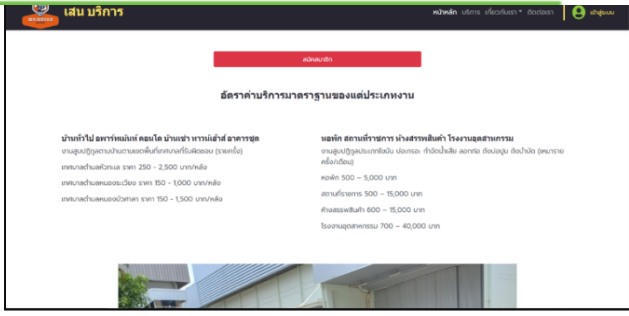 เสน บริการ
หน้าหลัก บริการ เกี่ยวกับเรา ติดต่อเรา เข้าสู่ระบบ
สมัครสมาชิก
อัตราค่าบริการมาตราฐานของแต่ประเภทงาน
บ้านทั่วไป อพาร์ทเม้นท์ คอนโด บ้านเช่า ทาวน์เฮ้าส์ อาคารชุด
งานสูบปฎิกูลตามบ้านตามเขตพื้นที่เทศบาลที่รับผิดชอบ (รายครั้ง)
เทศบาลตำบลหัวทะเล ราคา 250 - 2,500 บาท/หลัง
เทศบาลตำบลหนองระเวียง ราคา 150 - 1,000 บาท/หลัง
เทศบาลตำบลหนองบัวศาลา ราคา 150 - 1,500 บาท/หลัง
หอพัก สถานที่ราชการ ห้างสรรพสินค้า โรงงานอุตสาหกรรม
งานสูบปฎิกูลประเภทไขมัน บ่อเกรอะ กำจัดน้ำเสีย ลอกท่อ ถังบ่อปูน ถังบำบัด (เหมาราย
ครั้ง/เดือน)
หอพัก 500 – 5,000 บาท
สถานที่ราชการ 500 – 15,000 บาท
ห้างสรรพสินค้า 600 – 15,000 บาท
โรงงานอุตสาหกรรม 700 – 40,000 บาท